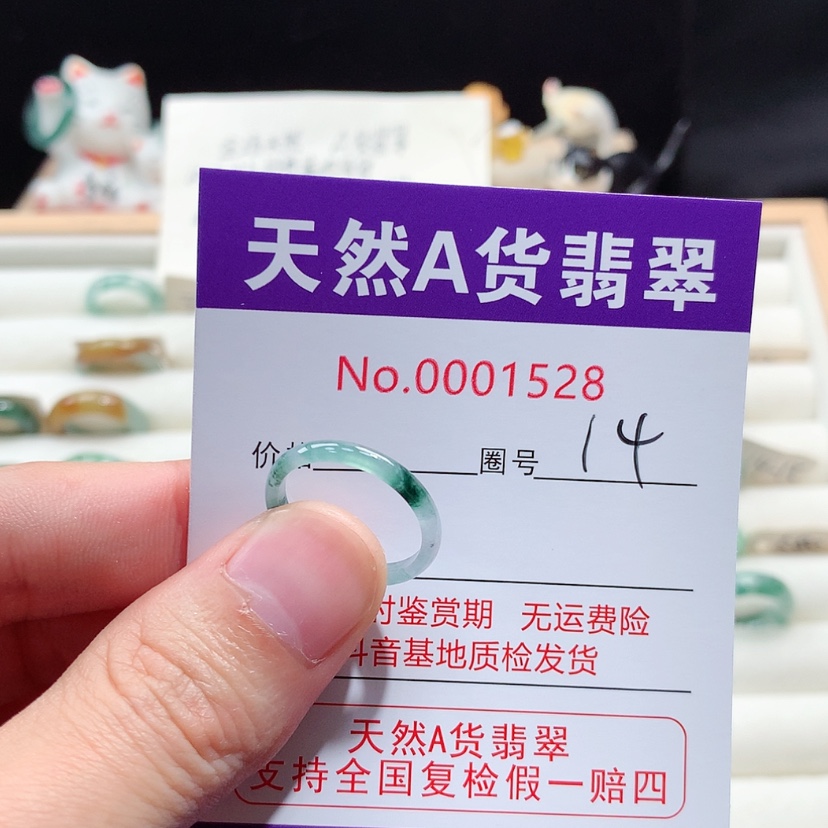 天然A货翡翠
No.0001528
价格 圈号 14
时鉴赏期 无运费险
抖音基地质检发货
天然A货翡翠
支持全国复检假一赔四